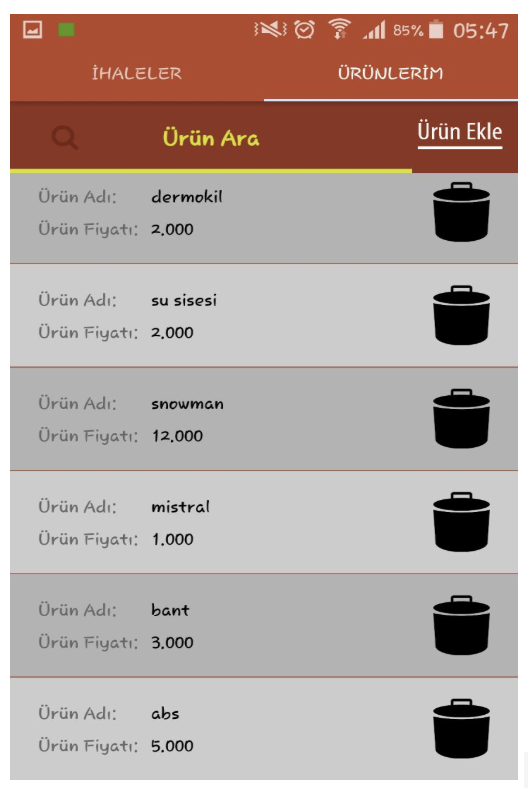 85% 05:47
İHALELER ÜRÜNLERİM
Ürün Ara Ürün Ekle
Ürün Adı: dermokil
Ürün Fiyatı: 2.000
Ürün Adı: su sisesi
Ürün Fiyatı: 2.000
Ürün Adı: snowman
Ürün Fiyatı: 12.000
Ürün Adı: mistral
Ürün Fiyatı: 1.000
Ürün Adı: bant
Ürün Fiyatı: 3.000
Ürün Adı: abs
Ürün Fiyatı: 5.000